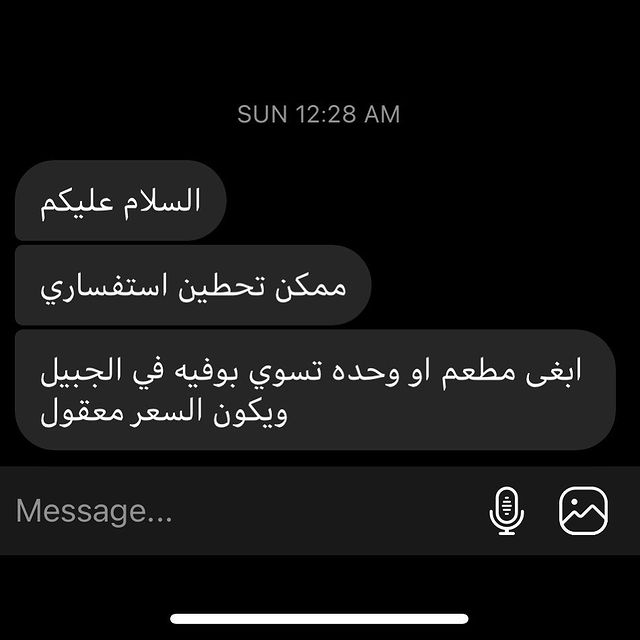 SUN 12:28 AM
السلام عليكم
ممكن تحطين استفساري
ابغى مطعم او وحده تسوي بوفيه في الجبيل
ويكون السعر معقول
Message...